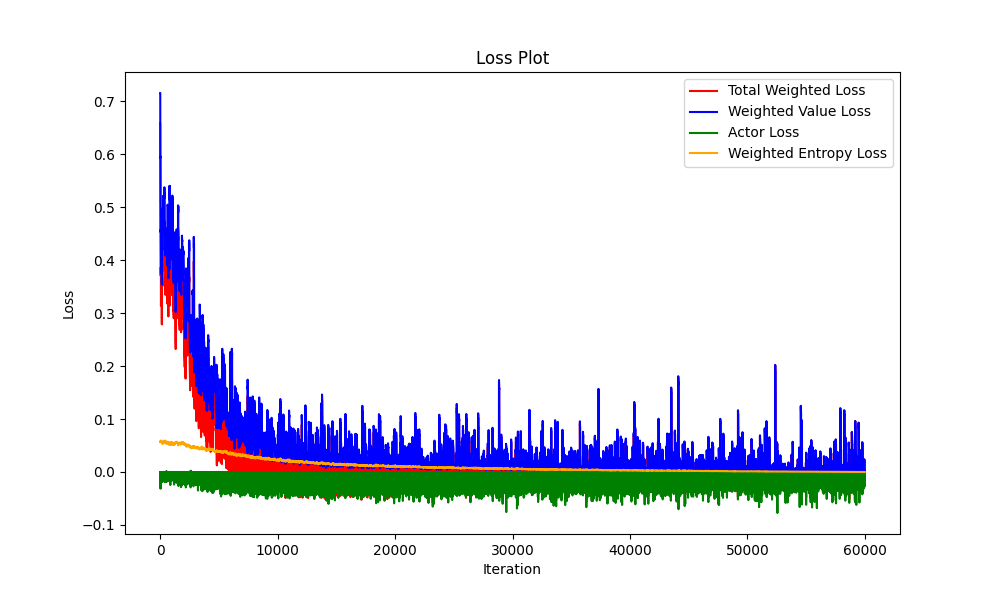 Loss Plot
Total Weighted Loss
Weighted Value Loss
Actor Loss
Weighted Entropy Loss
0.7
0.6
0.5
0.4
0.3
0.2
0.1
0.0
−0.1
Loss
0 10000 20000 30000 40000 50000 60000
Iteration